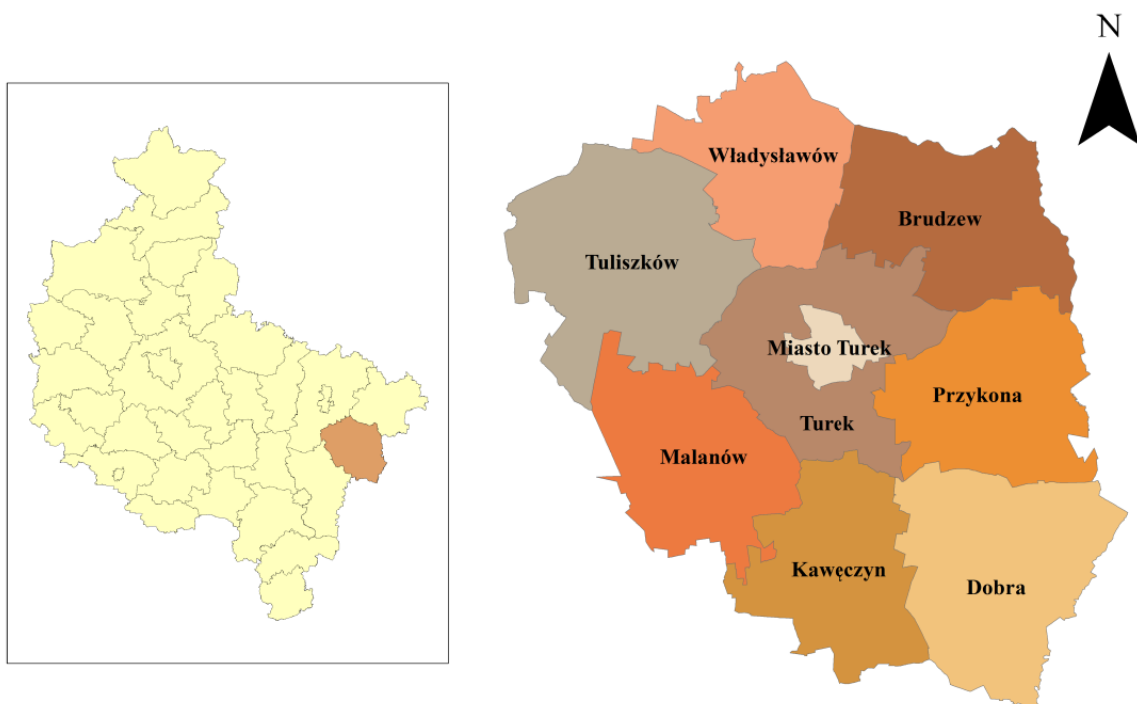 N
Władysławów
Brudzew
Tuliszków
Miasto Turek
Przykona
Turek
Malanów
Kawęczyn
Dobra